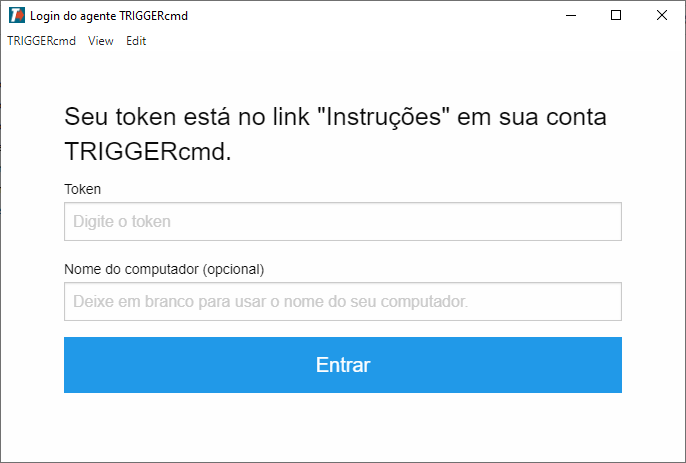 Login do agente TRIGGERcmd
TRIGGERcmd View Edit
Seu token está no link "Instruções" em sua conta
TRIGGERcmd.
Token
Digite o token
Nome do computador (opcional)
Deixe em branco para usar o nome do seu computador.
Entrar